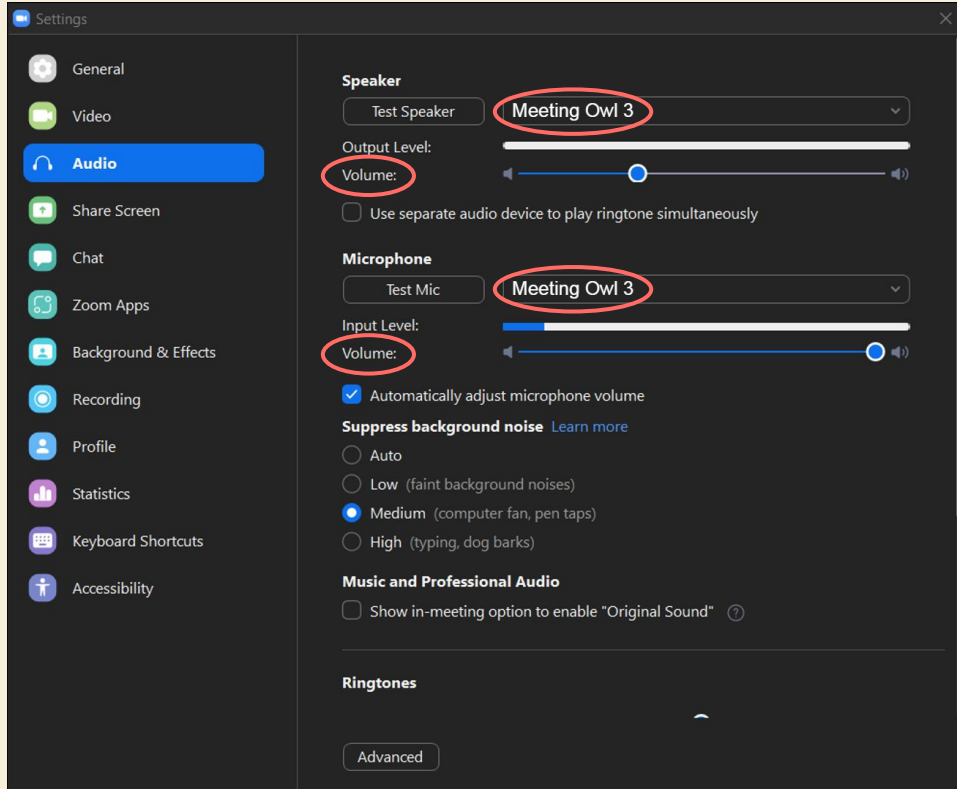 Settings
General
Video
Audio
Share Screen
Chat
Zoom Apps
Background & Effects
Recording
Profile
Statistics
Keyboard Shortcuts
Accessibility
Speaker
Test Speaker Meeting Owl 3
Output Level:
Volume:
Use separate audio device to play ringtone simultaneously
Microphone
Test Mic Meeting Owl 3
Input Level:
Volume:
Automatically adjust microphone volume
Suppress background noise Learn more
Auto
Low (faint background noises)
Medium (computer fan, pen taps)
High (typing, dog barks)
Music and Professional Audio
Show in-meeting option to enable "Original Sound" ?
Ringtones
Advanced